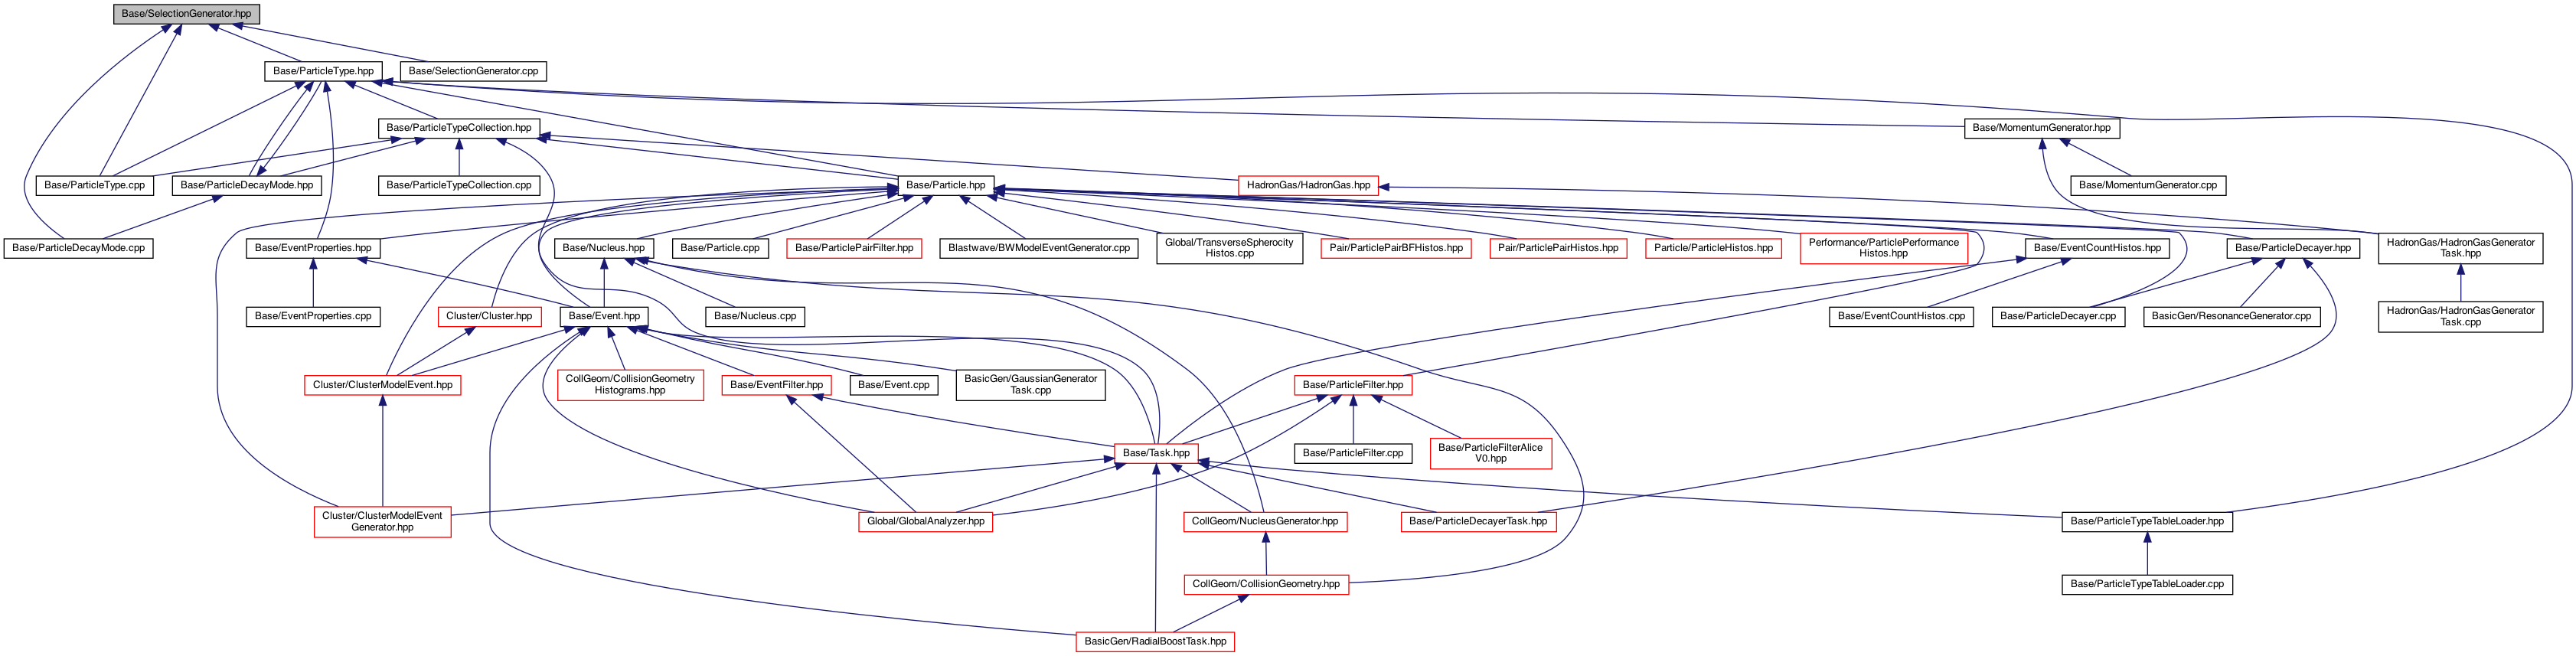 Base/SelectionGenerator.hpp
Base/ParticleType.hpp
Base/SelectionGenerator.cpp
Base/ParticleTypeCollection.hpp
Base/MomentumGenerator.hpp
Base/ParticleType.cpp
Base/ParticleDecayMode.hpp
Base/ParticleTypeCollection.cpp
Base/Particle.hpp
HadronGas/HadronGas.hpp
Base/MomentumGenerator.cpp
Base/ParticleDecayMode.cpp
Base/EventProperties.hpp
Base/Nucleus.hpp
Base/Particle.cpp
Base/ParticlePairFilter.hpp
Blastwave/BWModelEventGenerator.cpp
Global/TransverseSpherocity
Histos.cpp
Pair/ParticlePairBFHistos.hpp
Pair/ParticlePairHistos.hpp
Particle/ParticleHistos.hpp
Performance/ParticlePerformance
Histos.hpp
Base/EventCountHistos.hpp
Base/ParticleDecayer.hpp
HadronGas/HadronGasGenerator
Task.hpp
Base/EventProperties.cpp
Cluster/Cluster.hpp
Base/Event.hpp
Base/Nucleus.cpp
Base/EventCountHistos.cpp
Base/ParticleDecayer.cpp
BasicGen/ResonanceGenerator.cpp
HadronGas/HadronGasGenerator
Task.cpp
Cluster/ClusterModelEvent.hpp
CollGeom/CollisionGeometry
Histograms.hpp
Base/EventFilter.hpp
Base/Event.cpp
BasicGen/GaussianGenerator
Task.cpp
Base/ParticleFilter.hpp
Base/Task.hpp
Base/ParticleFilter.cpp
Base/ParticleFilterAlice
V0.hpp
Cluster/ClusterModelEvent
Generator.hpp
Global/GlobalAnalyzer.hpp
CollGeom/NucleusGenerator.hpp
Base/ParticleDecayerTask.hpp
Base/ParticleTypeTableLoader.hpp
CollGeom/CollisionGeometry.hpp
Base/ParticleTypeTableLoader.cpp
BasicGen/RadialBoostTask.hpp